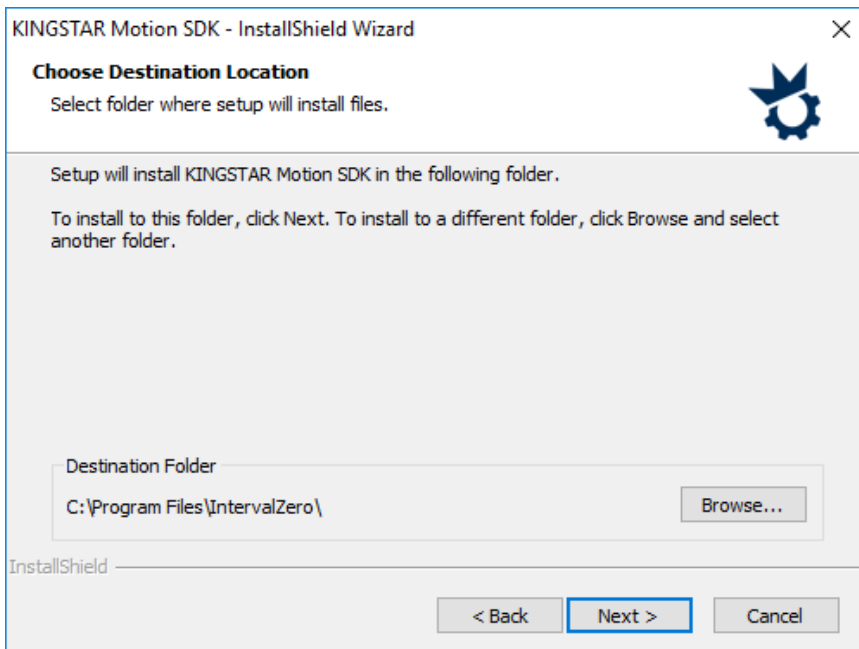 KINGSTAR Motion SDK - InstallShield Wizard
Choose Destination Location
Select folder where setup will install files.
Setup will install KINGSTAR Motion SDK in the following folder.
To install to this folder, click Next. To install to a different folder, click Browse and select
another folder.
Destination Folder
C:\Program Files\IntervalZero\
Browse...
InstallShield
< Back
Next >
Cancel